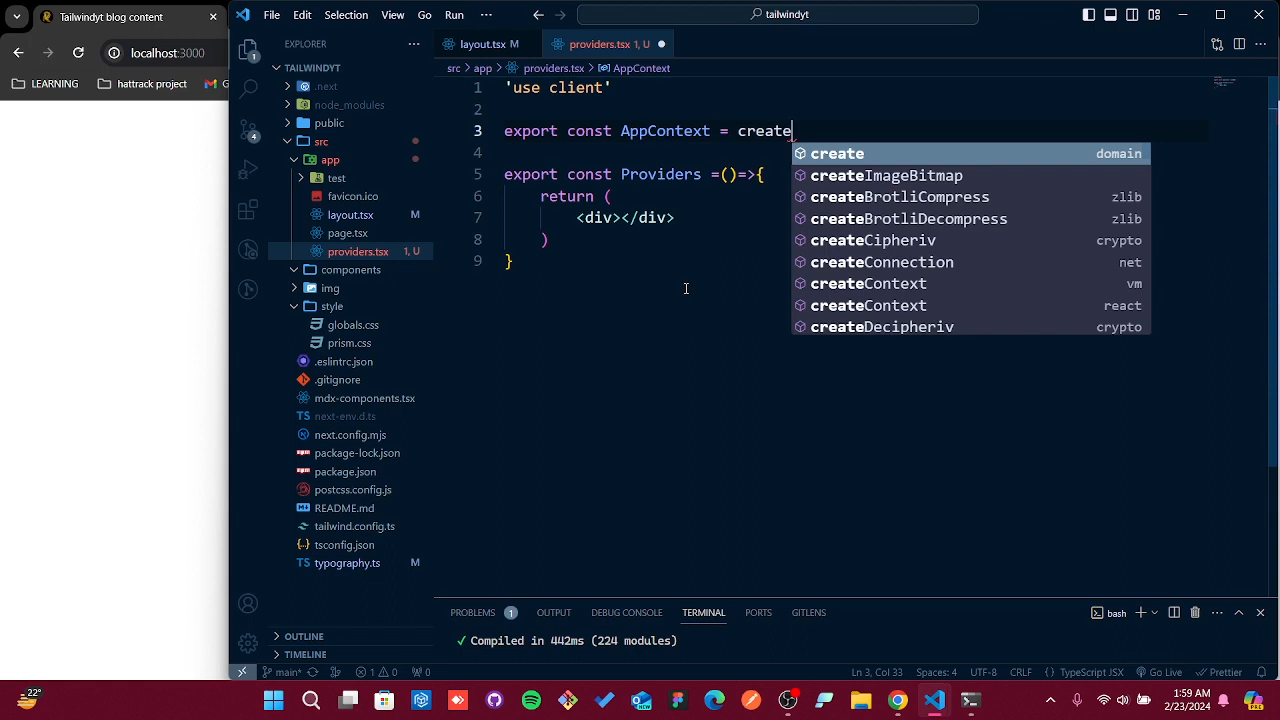 Tailwindyt blog content
localhost:3000
LEARNING
hattrack project
G
File Edit Selection View Go Run
tailwindyt
EXPLORER
layout.tsx M
providers.tsx 1, U
src > app > providers.tsx > AppContext
TAILWINDYT
.next
node_modules
public
src
app
test
favicon.ico
layout.tsx M
page.tsx
providers.tsx 1, U
components
img
style
globals.css
prism.css
.eslintrc.json
.gitignore
mdx-components.tsx
next-env.d.ts
next.config.mjs
package-lock.json
package.json
postcss.config.js
README.md
tailwind.config.ts
tsconfig.json
typography.ts M
OUTLINE
TIMELINE
1 'use client'
2
3 export const AppContext = create
4
5 export const Providers =()=>{
6 return (
7 <div></div>
8 )
9 }
create domain
createImageBitmap
createBrotliCompress zlib
createBrotliDecompress zlib
createCipheriv crypto
createConnection net
createContext vm
createContext react
createDecipheriv crypto
PROBLEMS 1 OUTPUT DEBUG CONSOLE TERMINAL PORTS GITLENS
bash
✓ Compiled in 442ms (224 modules)
main* 1 0 0 Ln 3, Col 33 Spaces: 4 UTF-8 CRLF TypeScript JSX Go Live Prettier
22°
1:59 AM
2/23/2024